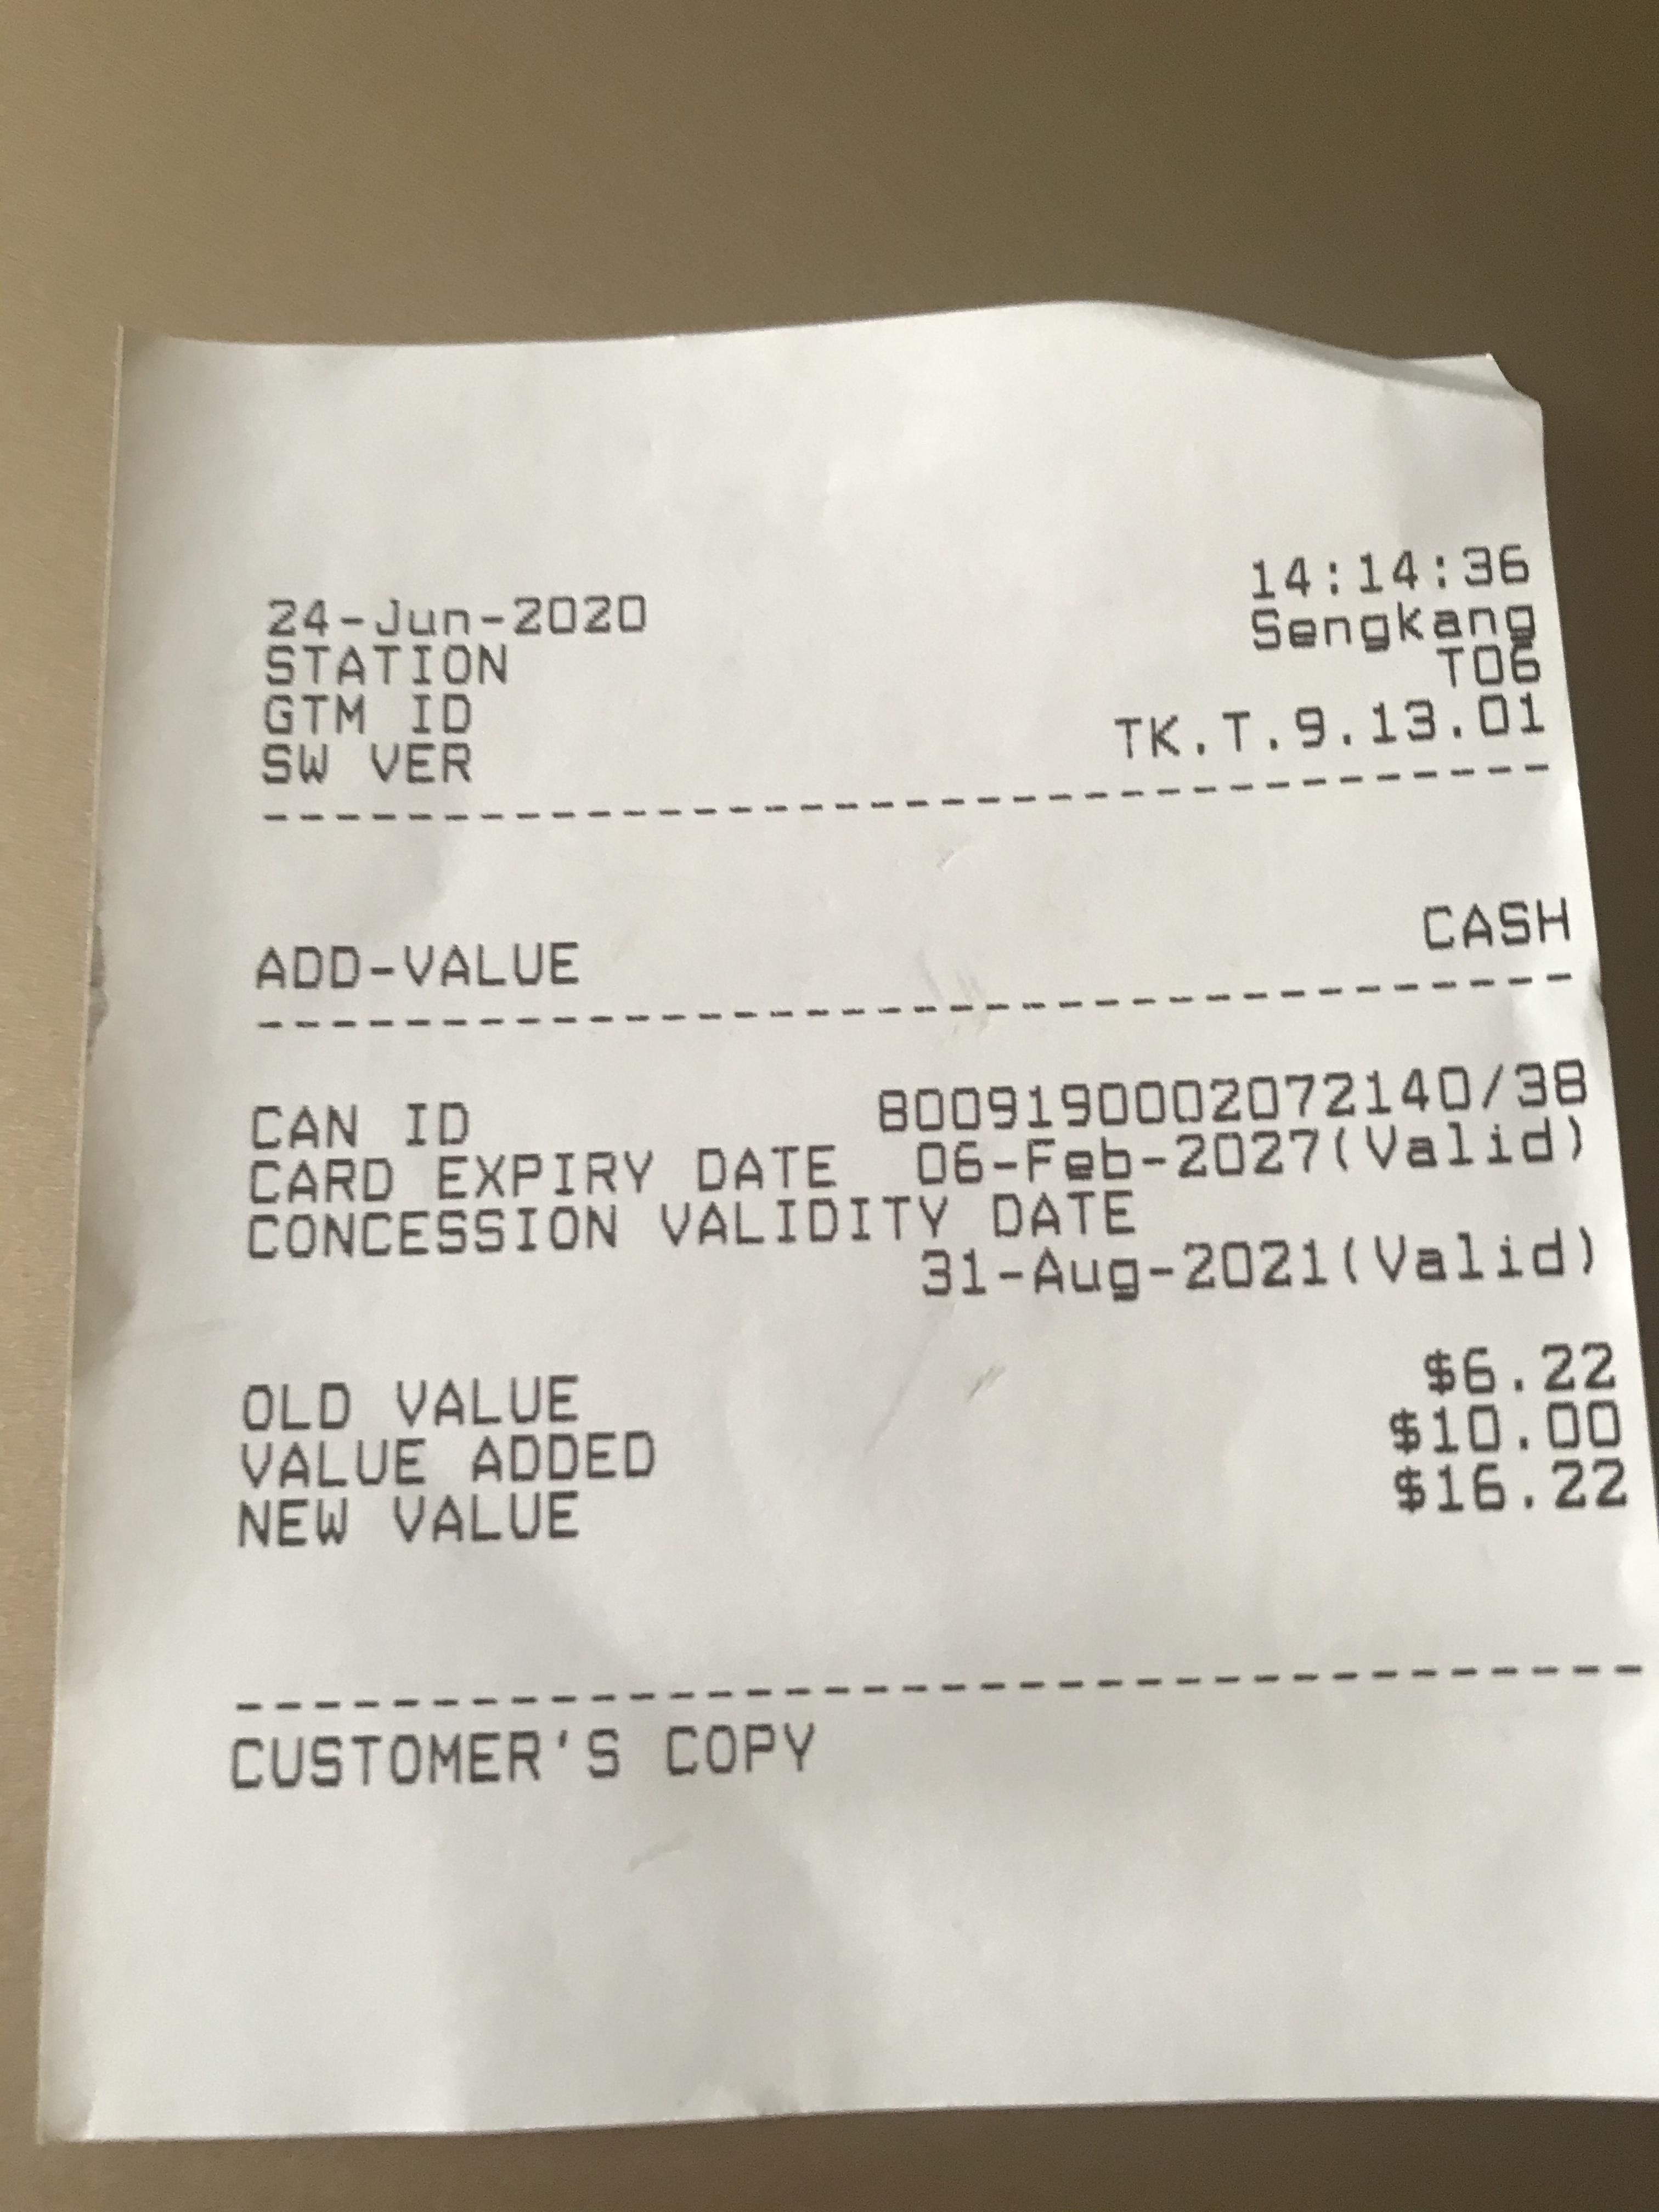 24-Jun-2020 14:14:36
STATION Sengkang
GTM ID T06
SW VER TK.T.9.13.01
--------------------------------
ADD-VALUE CASH
--------------------------------
CAN ID 8009190002072140/38
CARD EXPIRY DATE 06-Feb-2027(Valid)
CONCESSION VALIDITY DATE
31-Aug-2021(Valid)
OLD VALUE $6.22
VALUE ADDED $10.00
NEW VALUE $16.22
--------------------------------
CUSTOMER'S COPY